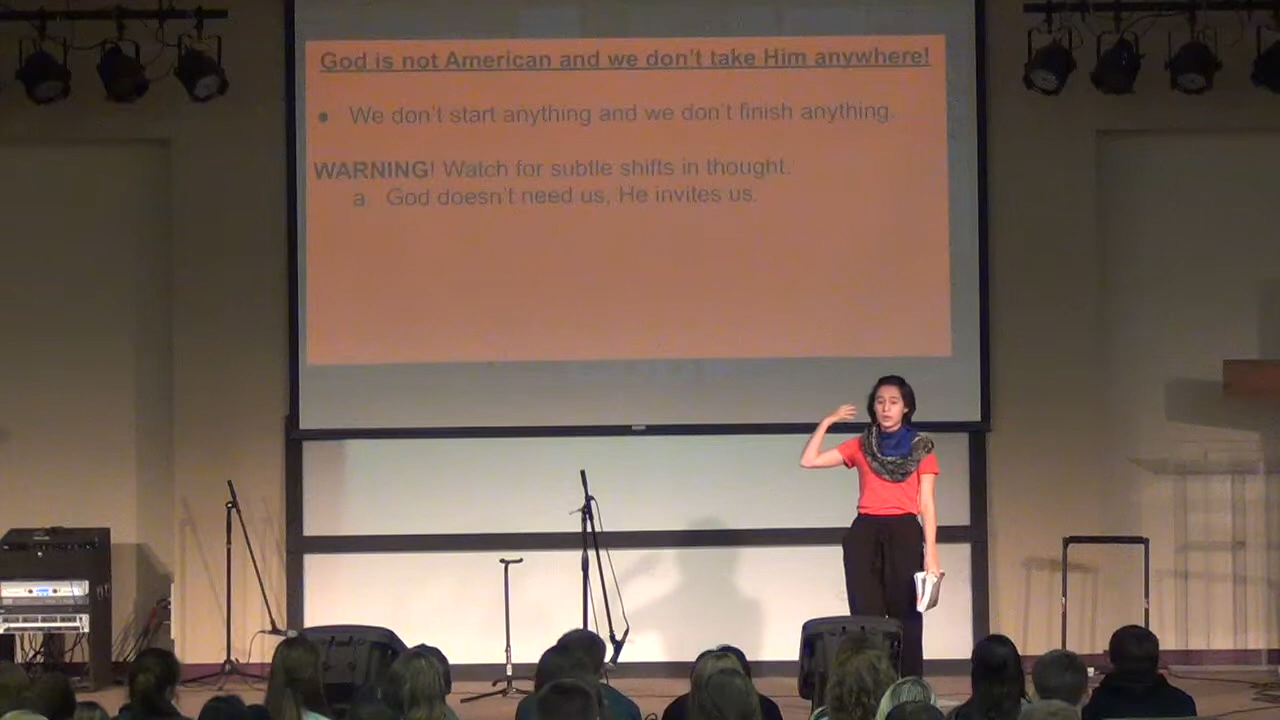 God is not American and we don't take Him anywhere!
● We don't start anything and we don't finish anything.
WARNING! Watch for subtle shifts in thought.
a. God doesn't need us, He invites us.